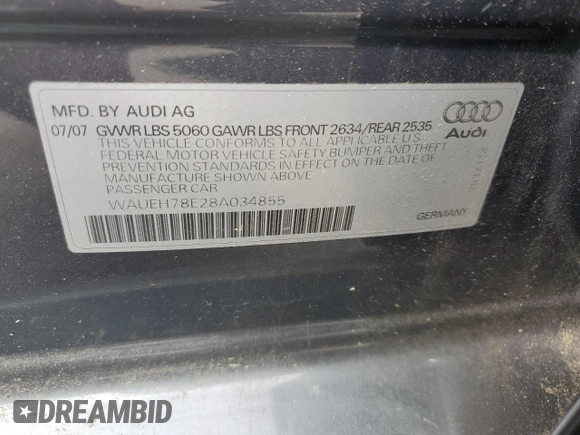 MFD. BY AUDI AG
07/07 GVWR LBS 5060 GAWR LBS FRONT 2634/REAR 2535
THIS VEHICLE CONFORMS TO ALL APPLICABLE U.S.
FEDERAL MOTOR VEHICLE SAFETY BUMPER AND THEFT
PREVENTION STANDARDS IN EFFECT ON THE DATE OF
MANUFACTURE SHOWN ABOVE
PASSENGER CAR
WAUEH78E28A034855
Audi
GERMANY
DREAMBID